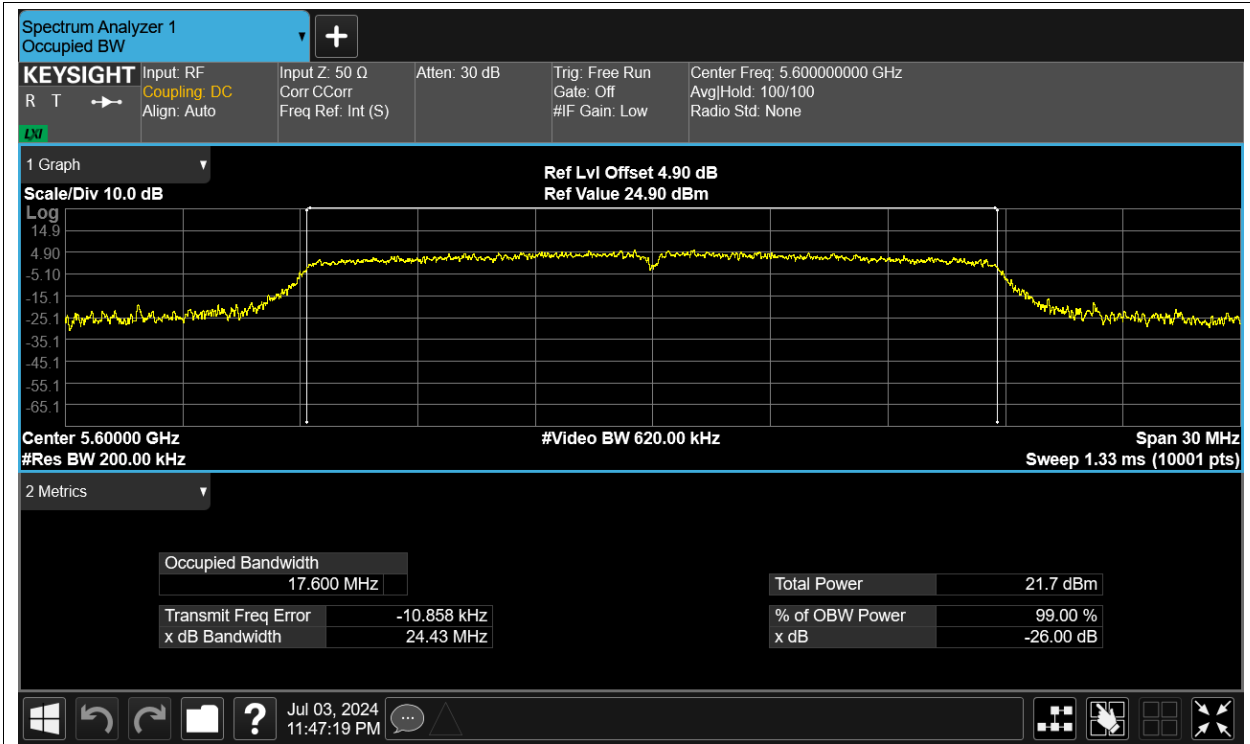 Spectrum Analyzer 1
Occupied BW
KEYSIGHT
R T
LXI
Input: RF
Coupling: DC
Align: Auto
Input Z: 50 Ω
Corr CCorr
Freq Ref: Int (S)
Atten: 30 dB
Trig: Free Run
Gate: Off
#IF Gain: Low
Center Freq: 5.600000000 GHz
Avg|Hold: 100/100
Radio Std: None
1 Graph
Scale/Div 10.0 dB
Ref Lvl Offset 4.90 dB
Ref Value 24.90 dBm
Log
14.9
4.90
-5.10
-15.1
-25.1
-35.1
-45.1
-55.1
-65.1
Center 5.60000 GHz
#Res BW 200.00 kHz
#Video BW 620.00 kHz
Span 30 MHz
Sweep 1.33 ms (10001 pts)
2 Metrics
Occupied Bandwidth
17.600 MHz
Transmit Freq Error -10.858 kHz
x dB Bandwidth 24.43 MHz
Total Power 21.7 dBm
% of OBW Power 99.00 %
x dB -26.00 dB
?
Jul 03, 2024
11:47:19 PM